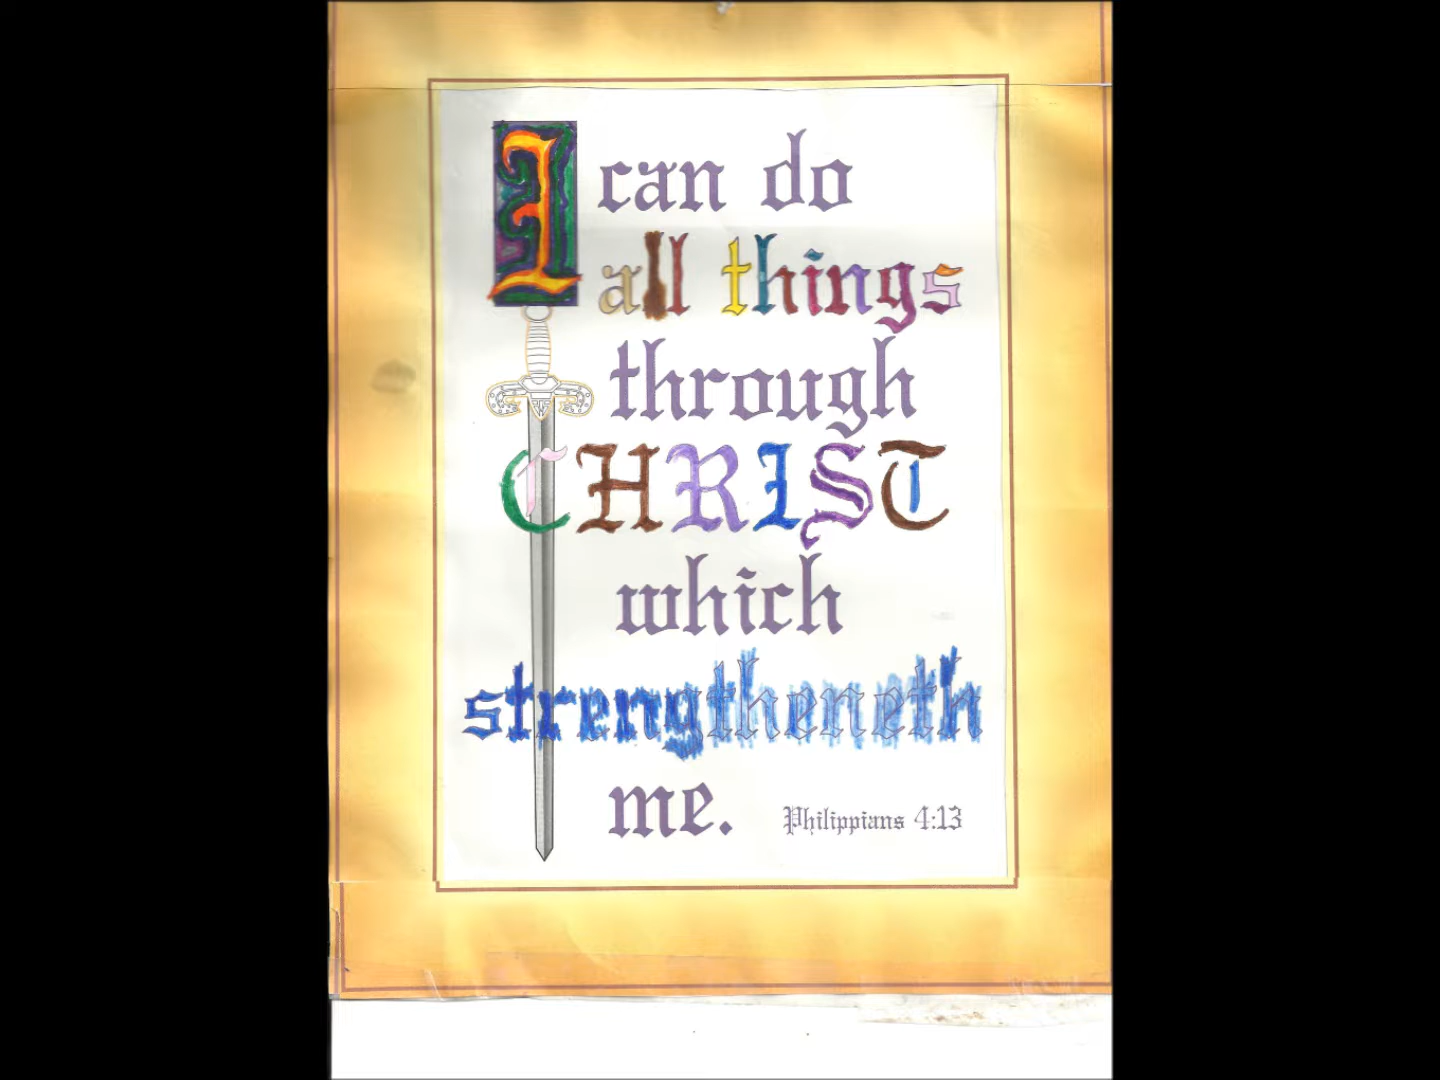 I can do
all things
through
CHRIST
which
strengtheneth
me.
Philippians 4:13